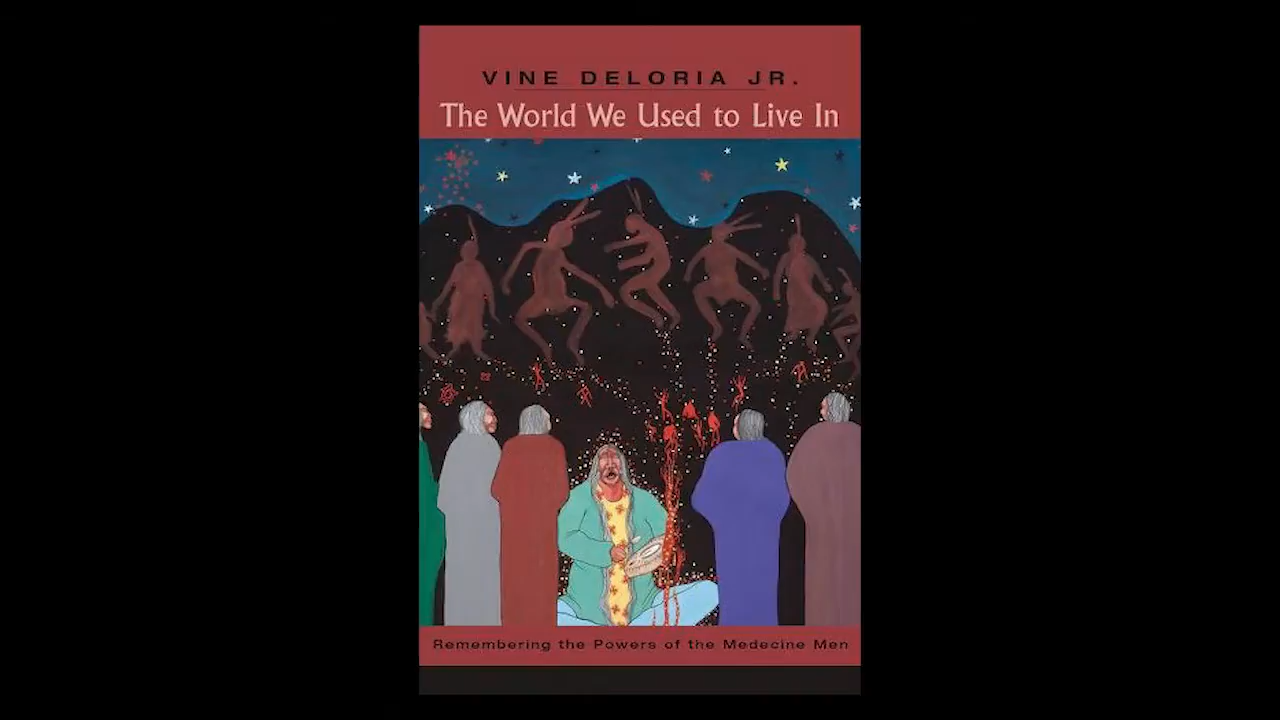 VINE DELORIA JR.
The World We Used to Live In
Remembering the Powers of the Medecine Men